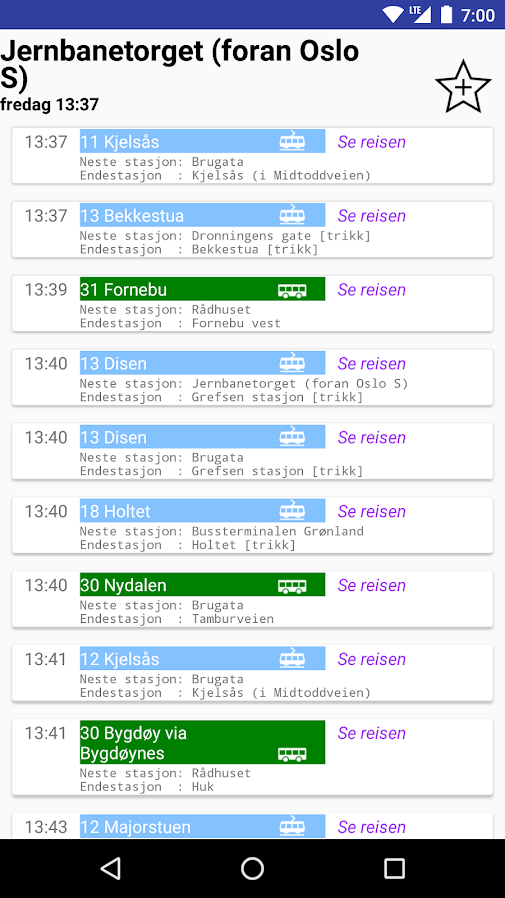 LTE 7:00
Jernbanetorget (foran Oslo
S)
fredag 13:37
13:37 11 Kjelsås Se reisen
Neste stasjon: Brugata
Endestasjon  : Kjelsås (i Midtoddveien)
13:37 13 Bekkestua Se reisen
Neste stasjon: Dronningens gate [trikk]
Endestasjon  : Bekkestua [trikk]
13:39 31 Fornebu Se reisen
Neste stasjon: Rådhuset
Endestasjon  : Fornebu vest
13:40 13 Disen Se reisen
Neste stasjon: Jernbanetorget (foran Oslo S)
Endestasjon  : Grefsen stasjon [trikk]
13:40 13 Disen Se reisen
Neste stasjon: Brugata
Endestasjon  : Grefsen stasjon [trikk]
13:40 18 Holtet Se reisen
Neste stasjon: Bussterminalen Grønland
Endestasjon  : Holtet [trikk]
13:40 30 Nydalen Se reisen
Neste stasjon: Brugata
Endestasjon  : Tamburveien
13:41 12 Kjelsås Se reisen
Neste stasjon: Brugata
Endestasjon  : Kjelsås (i Midtoddveien)
13:41 30 Bygdøy via Se reisen
Bygdøynes
Neste stasjon: Rådhuset
Endestasjon  : Huk
13:43 12 Majorstuen Se reisen